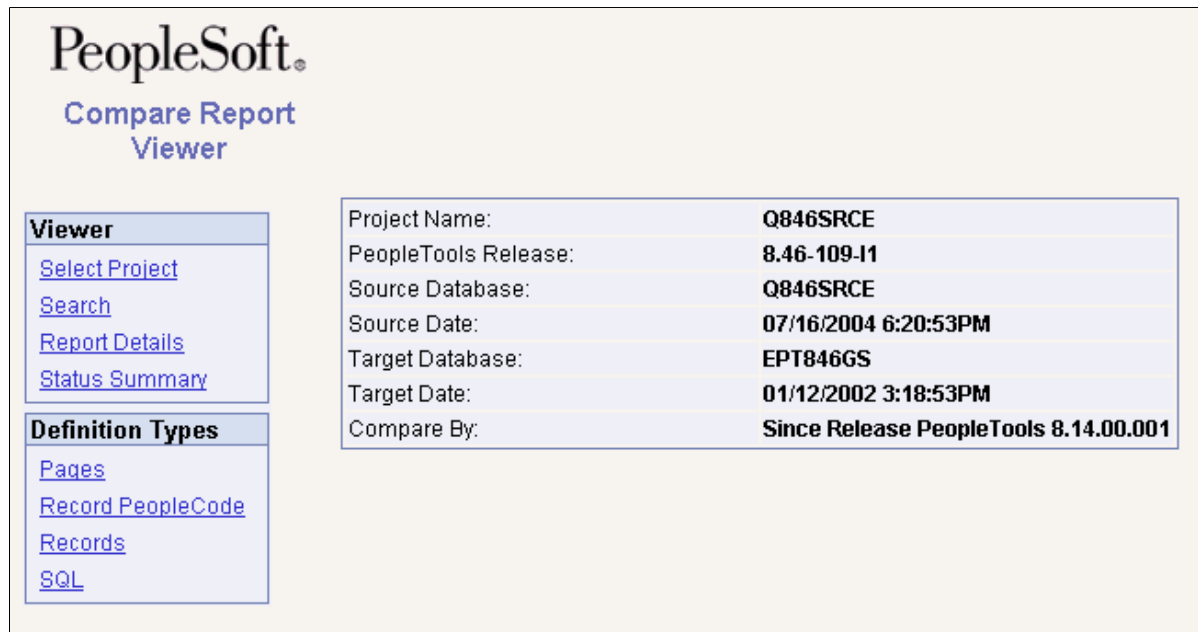 PeopleSoft®
Compare Report
Viewer
Viewer
Select Project
Search
Report Details
Status Summary
Definition Types
Pages
Record PeopleCode
Records
SQL
Project Name: Q846SRCE
PeopleTools Release: 8.46-109-I1
Source Database: Q846SRCE
Source Date: 07/16/2004 6:20:53PM
Target Database: EPT846GS
Target Date: 01/12/2002 3:18:53PM
Compare By: Since Release PeopleTools 8.14.00.001